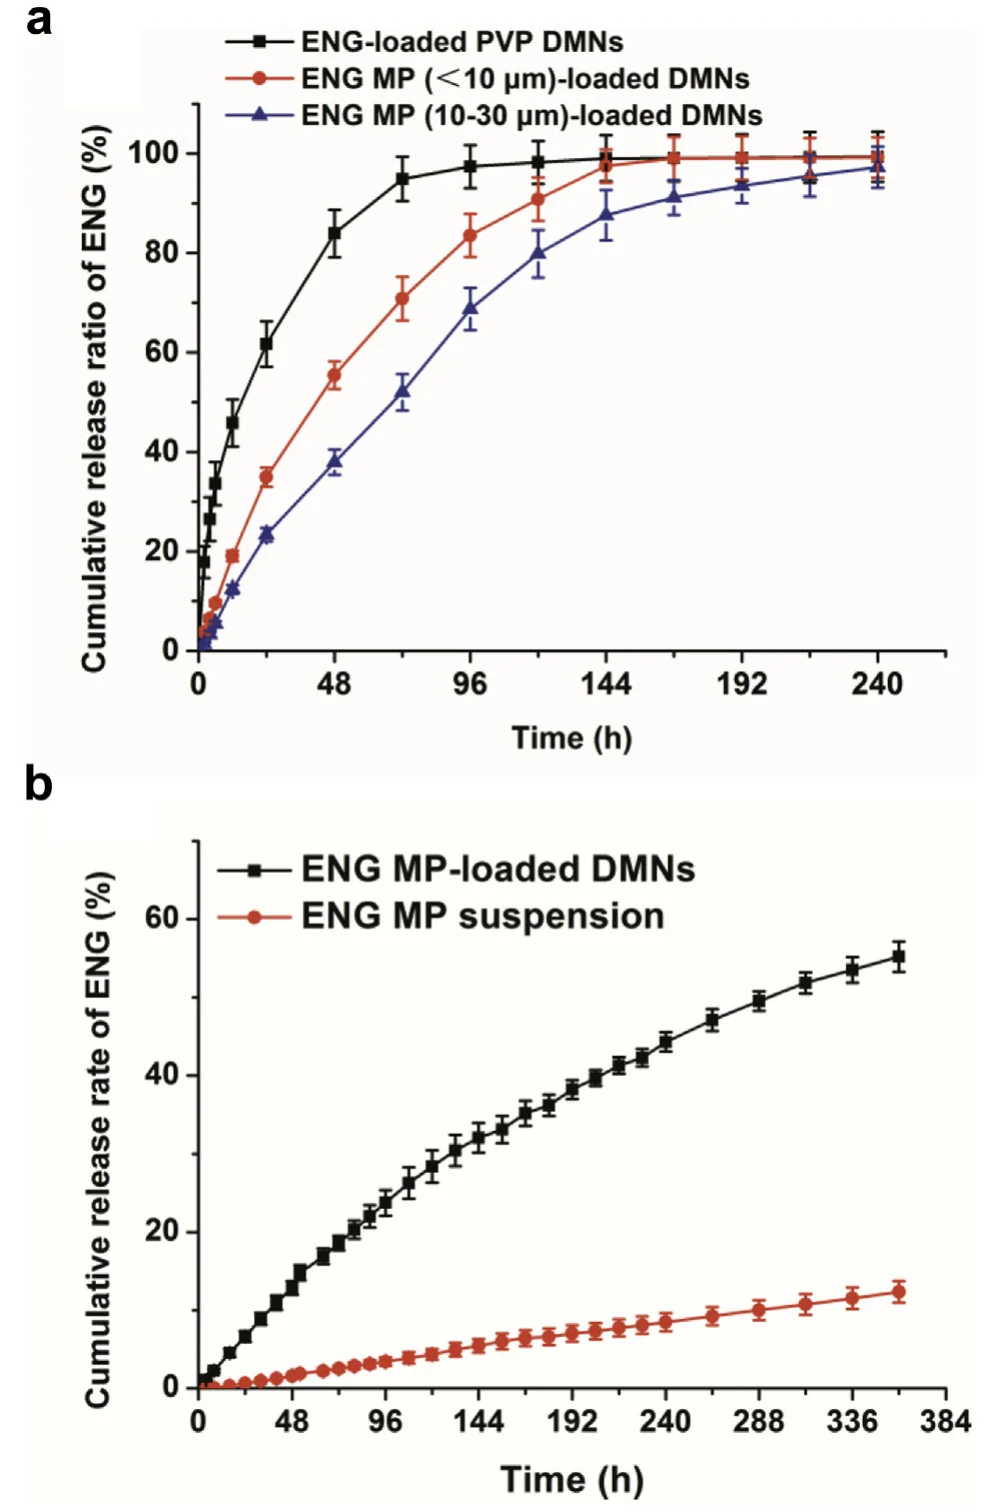 a
ENG-loaded PVP DMNs
ENG MP (<10 μm)-loaded DMNs
ENG MP (10-30 μm)-loaded DMNs
Cumulative release ratio of ENG (%)
100
80
60
40
20
0
0 48 96 144 192 240
Time (h)
b
ENG MP-loaded DMNs
ENG MP suspension
Cumulative release rate of ENG (%)
60
40
20
0
0 48 96 144 192 240 288 336 384
Time (h)